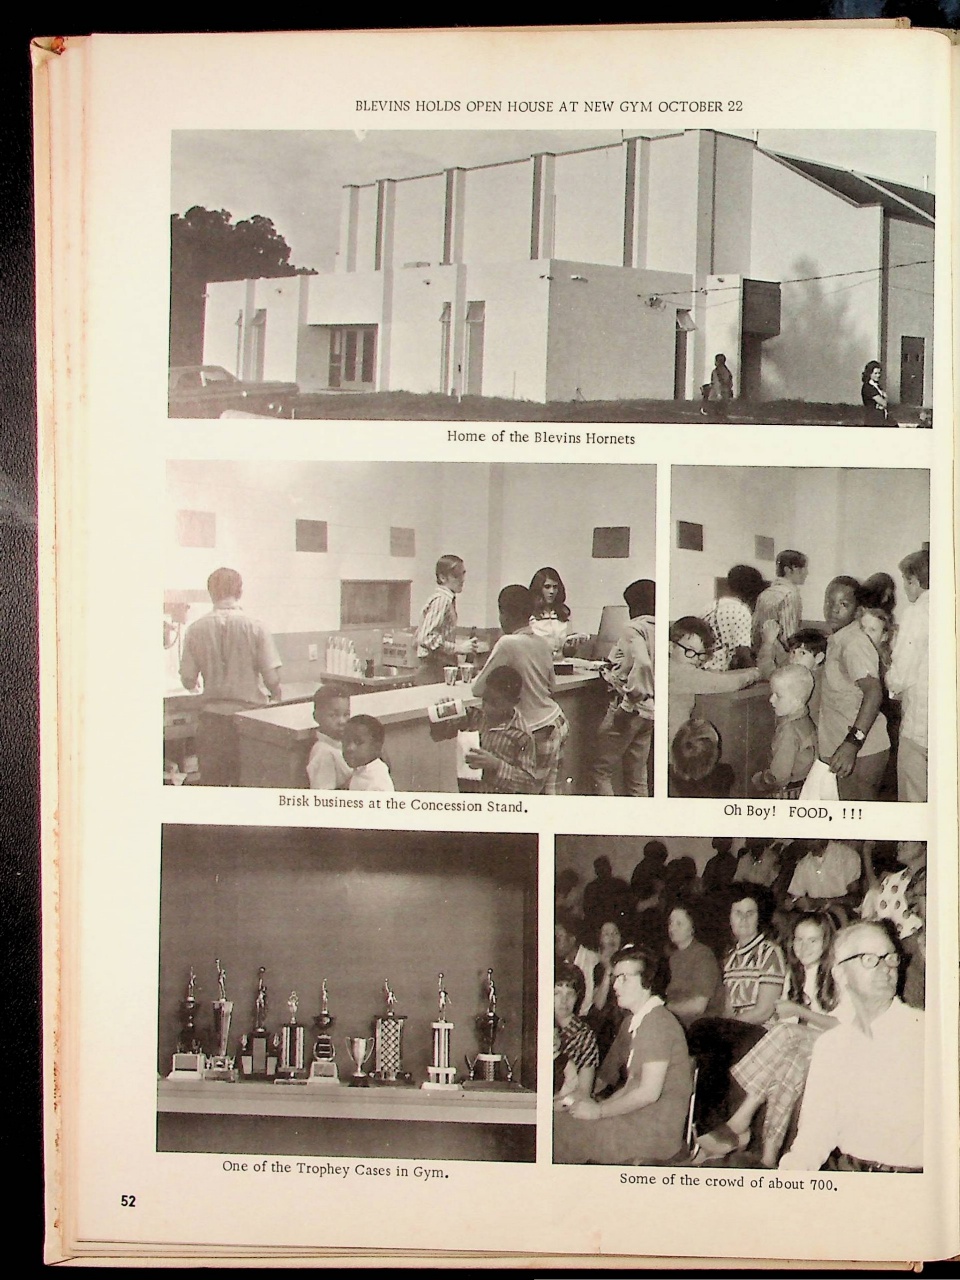 BLEVINS HOLDS OPEN HOUSE AT NEW GYM OCTOBER 22
Home of the Blevins Hornets
Brisk business at the Concession Stand.
Oh Boy! FOOD, !!!
One of the Trophey Cases in Gym.
Some of the crowd of about 700.
52